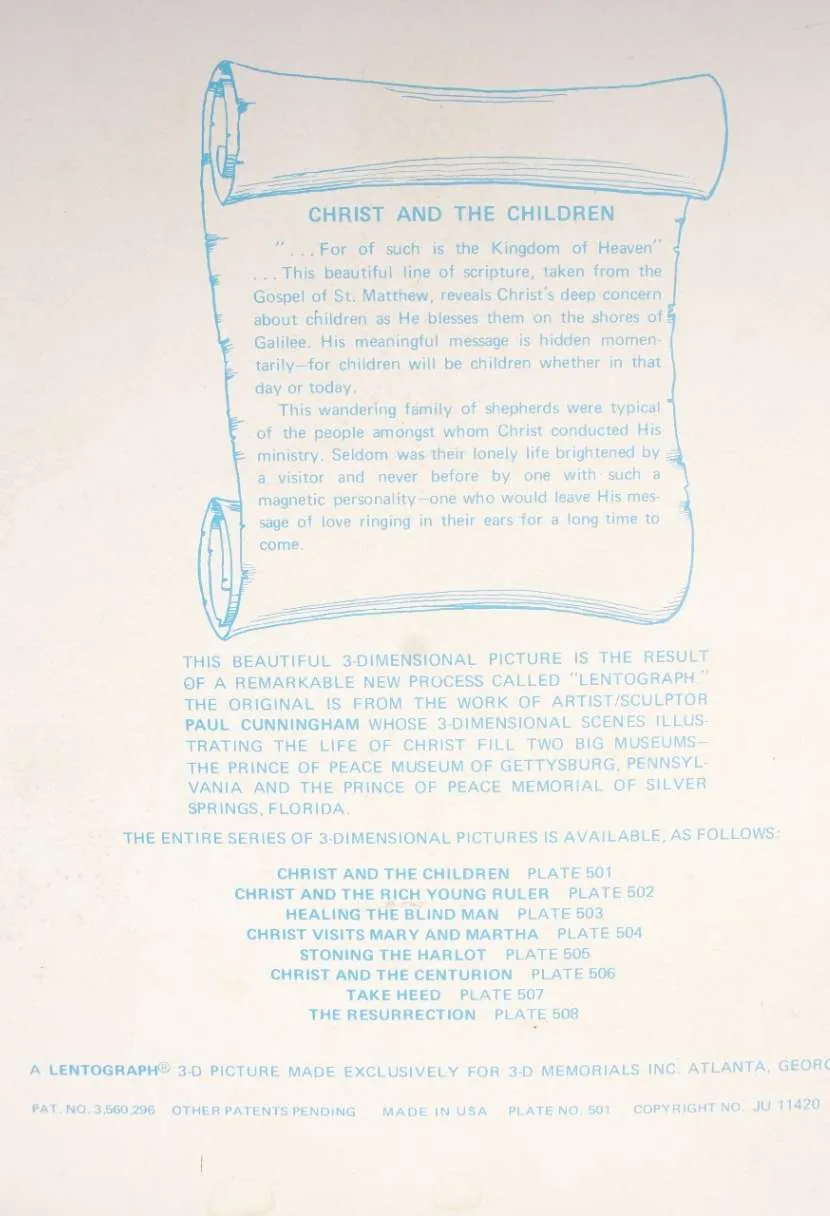 CHRIST AND THE CHILDREN
"...For of such is the Kingdom of Heaven"
...This beautiful line of scripture, taken from the
Gospel of St. Matthew, reveals Christ's deep concern
about children as He blesses them on the shores of
Galilee. His meaningful message is hidden momen-
tarily—for children will be children whether in that
day or today.
This wandering family of shepherds were typical
of the people amongst whom Christ conducted His
ministry. Seldom was their lonely life brightened by
a visitor and never before by one with such a
magnetic personality—one who would leave His mes-
sage of love ringing in their ears for a long time to
come.
THIS BEAUTIFUL 3-DIMENSIONAL PICTURE IS THE RESULT
OF A REMARKABLE NEW PROCESS CALLED "LENTOGRAPH."
THE ORIGINAL IS FROM THE WORK OF ARTIST/SCULPTOR
PAUL CUNNINGHAM WHOSE 3-DIMENSIONAL SCENES ILLUS-
TRATING THE LIFE OF CHRIST FILL TWO BIG MUSEUMS—
THE PRINCE OF PEACE MUSEUM OF GETTYSBURG, PENNSYL-
VANIA AND THE PRINCE OF PEACE MEMORIAL OF SILVER
SPRINGS, FLORIDA.
THE ENTIRE SERIES OF 3-DIMENSIONAL PICTURES IS AVAILABLE, AS FOLLOWS:
CHRIST AND THE CHILDREN PLATE 501
CHRIST AND THE RICH YOUNG RULER PLATE 502
HEALING THE BLIND MAN PLATE 503
CHRIST VISITS MARY AND MARTHA PLATE 504
STONING THE HARLOT PLATE 505
CHRIST AND THE CENTURION PLATE 506
TAKE HEED PLATE 507
THE RESURRECTION PLATE 508
A LENTOGRAPH® 3-D PICTURE MADE EXCLUSIVELY FOR 3-D MEMORIALS INC. ATLANTA, GEORG
PAT. NO. 3,560,296 OTHER PATENTS PENDING MADE IN USA PLATE NO. 501 COPYRIGHT NO. JU 11420